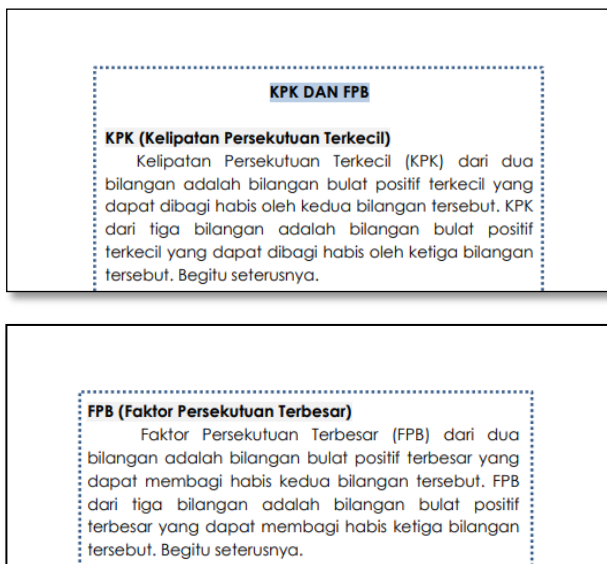 KPK DAN FPB
KPK (Kelipatan Persekutuan Terkecil)
Kelipatan Persekutuan Terkecil (KPK) dari dua
bilangan adalah bilangan bulat positif terkecil yang
dapat dibagi habis oleh kedua bilangan tersebut. KPK
dari tiga bilangan adalah bilangan bulat positif
terkecil yang dapat dibagi habis oleh ketiga bilangan
tersebut. Begitu seterusnya.
FPB (Faktor Persekutuan Terbesar)
Faktor Persekutuan Terbesar (FPB) dari dua
bilangan adalah bilangan bulat positif terbesar yang
dapat membagi habis kedua bilangan tersebut. FPB
dari tiga bilangan adalah bilangan bulat positif
terbesar yang dapat membagi habis ketiga bilangan
tersebut. Begitu seterusnya.